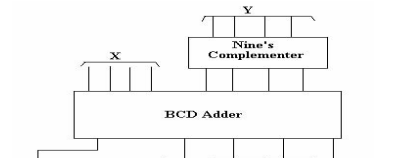 Y
Nine's
Complementer
X
BCD Adder